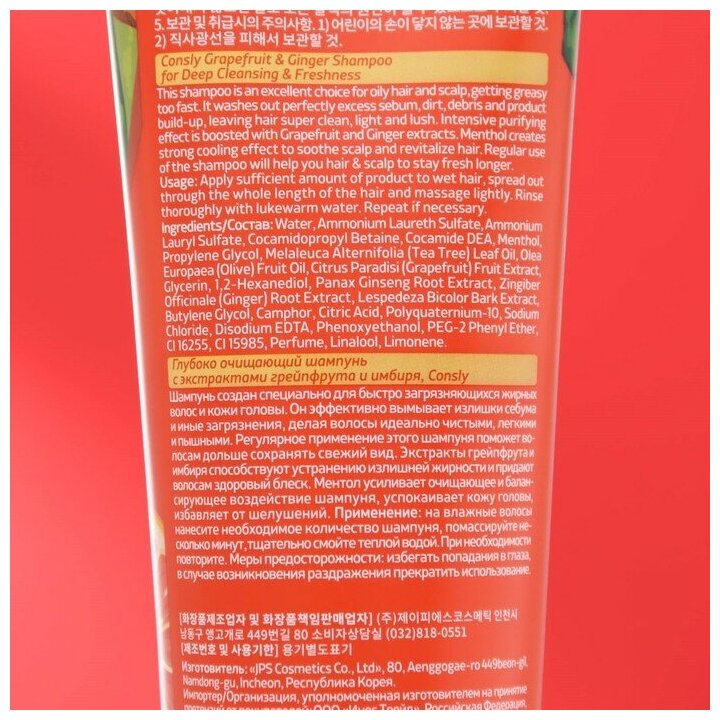 5. 보관 및 취급시의 주의사항. 1) 어린이의 손이 닿지 않는 곳에 보관할 것.
2) 직사광선을 피해서 보관할 것.
Consly Grapefruit & Ginger Shampoo
for Deep Cleansing & Freshness
This shampoo is an excellent choice for oily hair and scalp, getting greasy
too fast. It washes out perfectly excess sebum, dirt, debris and product
build-up, leaving hair super clean, light and lush. Intensive purifying
effect is boosted with Grapefruit and Ginger extracts. Menthol creates
strong cooling effect to soothe scalp and revitalize hair. Regular use
of the shampoo will help you hair & scalp to stay fresh longer.
Usage: Apply sufficient amount of product to wet hair, spread out
through the whole length of the hair and massage lightly. Rinse
thoroughly with lukewarm water. Repeat if necessary.
Ingredients/Состав: Water, Ammonium Laureth Sulfate, Ammonium
Lauryl Sulfate, Cocamidopropyl Betaine, Cocamide DEA, Menthol,
Propylene Glycol, Melaleuca Alternifolia (Tea Tree) Leaf Oil, Olea
Europaea (Olive) Fruit Oil, Citrus Paradisi (Grapefruit) Fruit Extract,
Glycerin, 1,2-Hexanediol, Panax Ginseng Root Extract, Zingiber
Officinale (Ginger) Root Extract, Lespedeza Bicolor Bark Extract,
Butylene Glycol, Camphor, Citric Acid, Polyquaternium-10, Sodium
Chloride, Disodium EDTA, Phenoxyethanol, PEG-2 Phenyl Ether,
CI 16255, CI 15985, Perfume, Linalool, Limonene.
Глубоко очищающий шампунь
с экстрактами грейпфрута и имбиря, Consly
Шампунь создан специально для быстро загрязняющихся жирных
волос и кожи головы. Он эффективно вымывает излишки себума
и иные загрязнения, делая волосы идеально чистыми, легкими
и пышными. Регулярное применение этого шампуня поможет во-
лосам дольше сохранять свежий вид. Экстракты грейпфрута и
имбиря способствуют устранению излишней жирности и придают
волосам здоровый блеск. Ментол усиливает очищающее и балан-
сирующее воздействие шампуня, успокаивает кожу головы,
избавляет от шелушений. Применение: на влажные волосы
нанесите необходимое количество шампуня, помассируйте не-
сколько минут, тщательно смойте теплой водой. При необходимости
повторите. Меры предосторожности: избегать попадания в глаза,
в случае возникновения раздражения прекратить использование.
[화장품제조업자 및 화장품책임판매업자] (주)제이피에스코스메틱 인천시
남동구 앵고개로 449번길 80 소비자상담실 (032)818-0551
[제조번호 및 사용기한] 용기별도표기
Изготовитель: «JPS Cosmetics Co., Ltd», 80, Aenggogae-ro 449beon-gil,
Namdong-gu, Incheon, Республика Корея.
Импортер/Организация, уполномоченная изготовителем на принятие
претензий от покупателей: ООО «Инег Трейд», Российская Федерация,